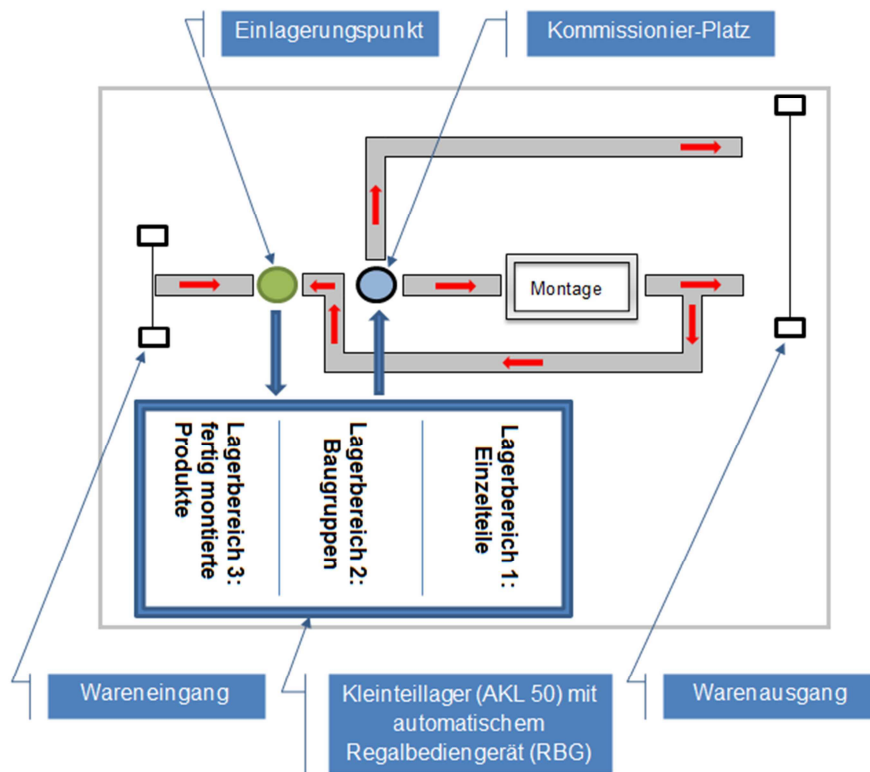 Einlagerungspunkt
Kommissionier-Platz
Montage
Lagerbereich 3:
fertig montierte
Produkte
Lagerbereich 2:
Baugruppen
Lagerbereich 1:
Einzelteile
Wareneingang
Kleinteillager (AKL 50) mit
automatischem
Regalbediengerät (RBG)
Warenausgang